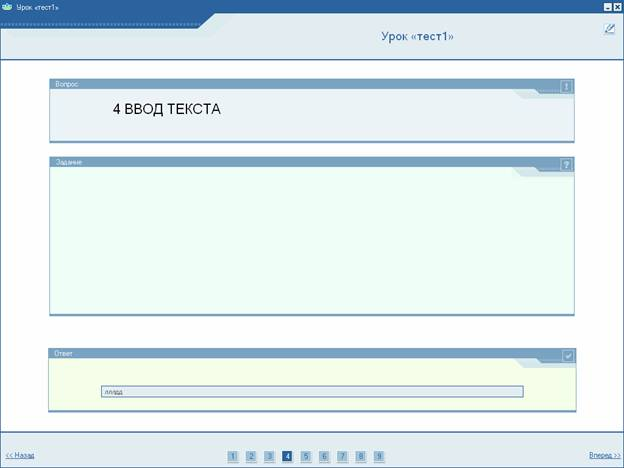 Урок «тест1»
Урок «тест1»
Вопрос
!
4 ВВОД ТЕКСТА
Задание
?
Ответ
лллдд
<< Назад
1 2 3 4 5 6 7 8 9
Вперед >>